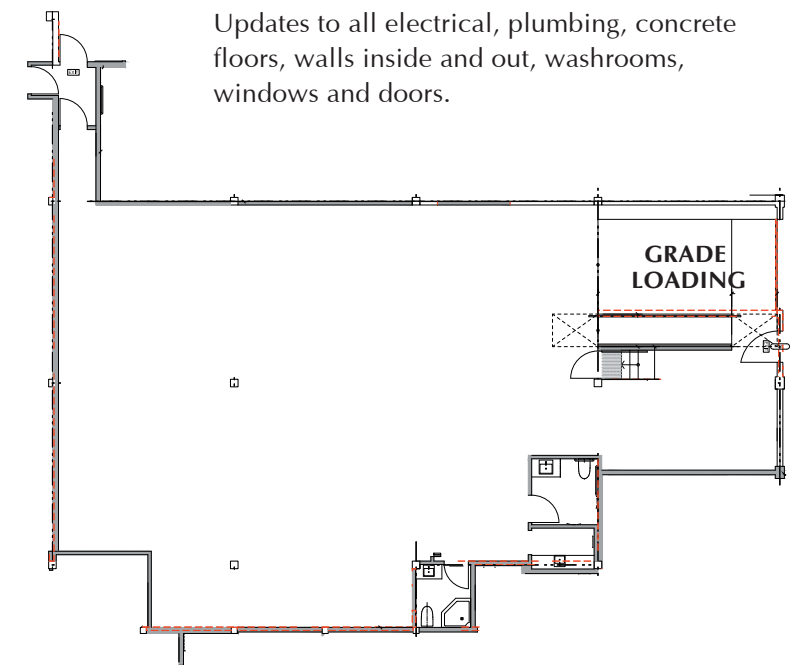 Updates to all electrical, plumbing, concrete
floors, walls inside and out, washrooms,
windows and doors.
GRADE
LOADING